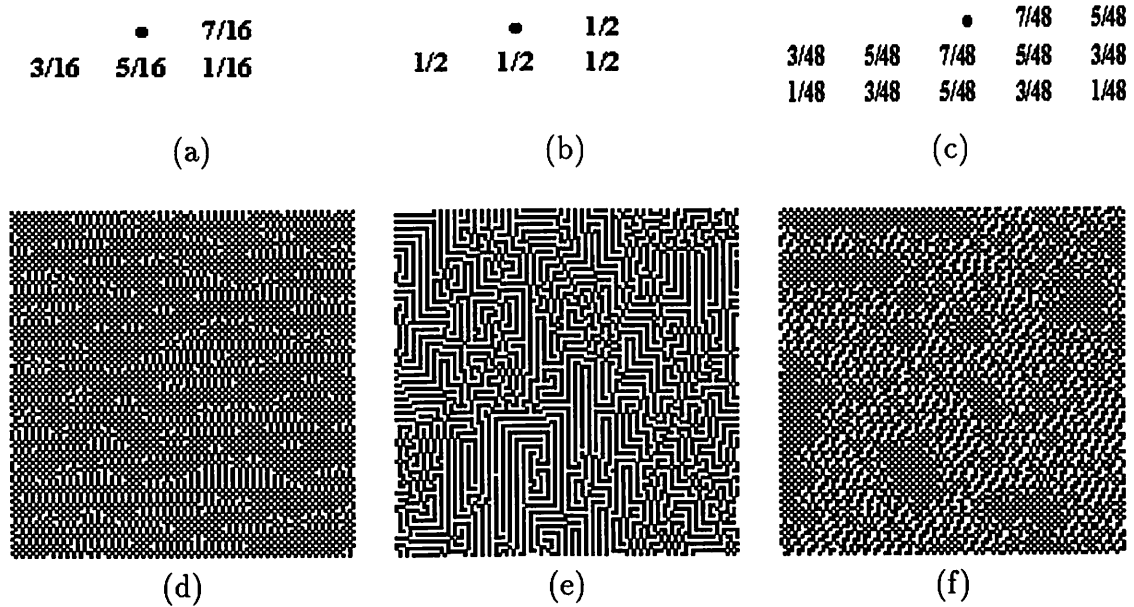 ● 7/16
3/16 5/16 1/16
(a)
● 1/2
1/2 1/2 1/2
(b)
● 7/48 5/48
3/48 5/48 7/48 5/48 3/48
1/48 3/48 5/48 3/48 1/48
(c)
(d)
(e)
(f)